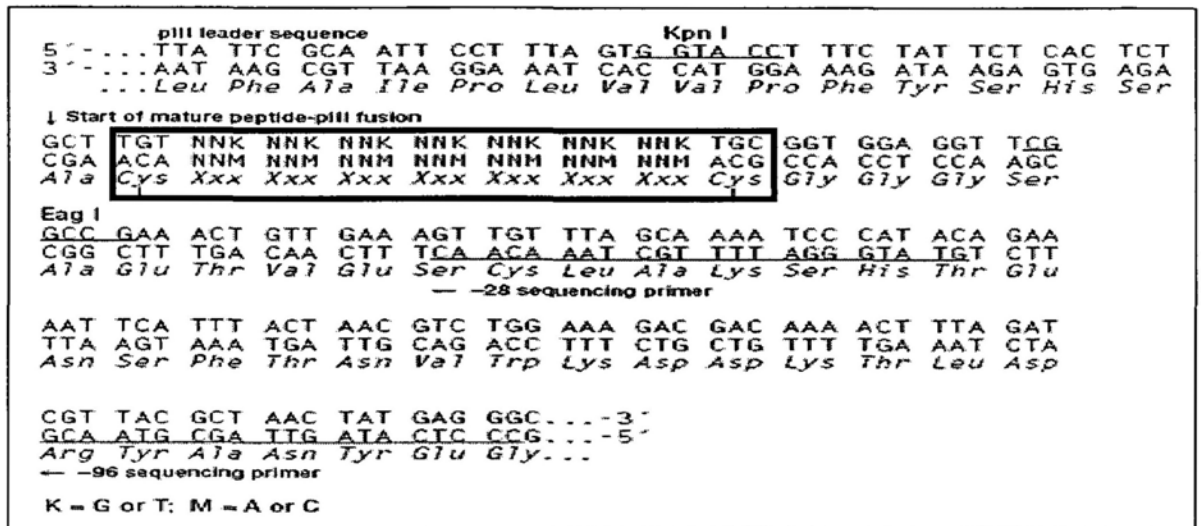 pIII leader sequence Kpn I
5´-...TTA TTC GCA ATT CCT TTA GTG GTA CCT TTC TAT TCT CAC TCT
3´-...AAT AAG CGT TAA GGA AAT CAC CAT GGA AAG ATA AGA GTG AGA
...Leu Phe Ala Ile Pro Leu Val Val Pro Phe Tyr Ser His Ser
↓ Start of mature peptide-pIII fusion
GCT TGT NNK NNK NNK NNK NNK NNK NNK TGC GGT GGA GGT TCG
CGA ACA NNM NNM NNM NNM NNM NNM NNM ACG CCA CCT CCA AGC
Ala Cys Xxx Xxx Xxx Xxx Xxx Xxx Xxx Cys Gly Gly Gly Ser
Eag I
GCC GAA ACT GTT GAA AGT TGT TTA GCA AAA TCC CAT ACA GAA
CGG CTT TGA CAA CTT TCA ACA AAT CGT TTT AGG GTA TGT CTT
Ala Glu Thr Val Glu Ser Cys Leu Ala Lys Ser His Thr Glu
← -28 sequencing primer
AAT TCA TTT ACT AAC GTC TGG AAA GAC GAC AAA ACT TTA GAT
TTA AGT AAA TGA TTG CAG ACC TTT CTG CTG TTT TGA AAT CTA
Asn Ser Phe Thr Asn Val Trp Lys Asp Asp Lys Thr Leu Asp
CGT TAC GCT AAC TAT GAG GGC...-3´
GCA ATG CGA TTG ATA CTC CCG...-5´
Arg Tyr Ala Asn Tyr Glu Gly...
← -96 sequencing primer
K = G or T; M = A or C